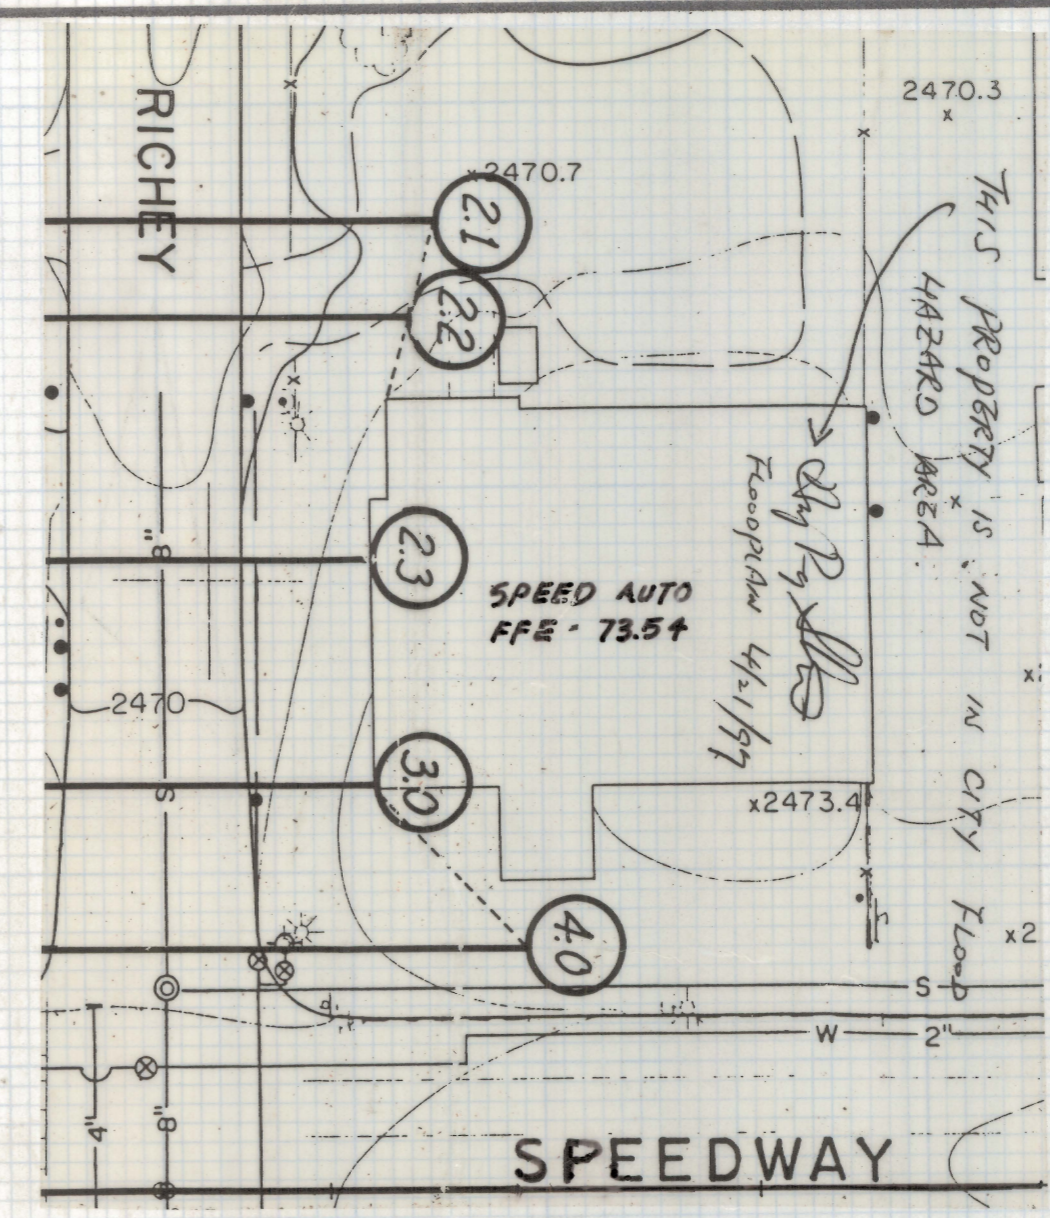 RICHEY
2470.3
x
2470.7
2.1
2.2
THIS PROPERTY IS NOT IN CITY FLOOD
HAZARD AREA.
8"
2.3
SPEED AUTO
FFE - 73.54
FLOODPLAIN 4/21/97
2470
S
3.0
x2473.4
4.0
S
W 2"
4"
8"
SPEEDWAY